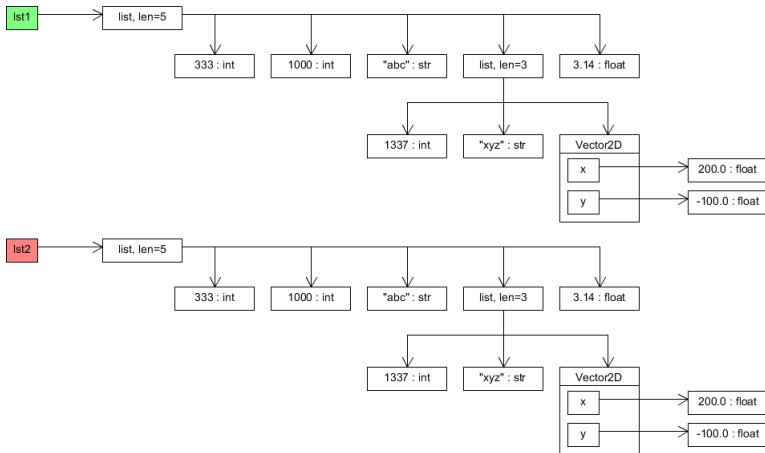 lst1 list, len=5
333 : int 1000 : int "abc" : str list, len=3 3.14 : float
1337 : int "xyz" : str Vector2D
x 200.0 : float
y -100.0 : float
lst2 list, len=5
333 : int 1000 : int "abc" : str list, len=3 3.14 : float
1337 : int "xyz" : str Vector2D
x 200.0 : float
y -100.0 : float